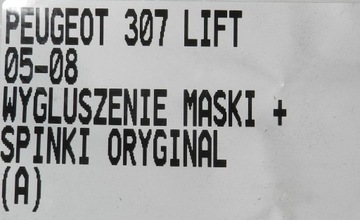 PEUGEOT 307 LIFT
05-08
WYGLUSZENIE MASKI +
SPINKI ORYGINAL
(A)